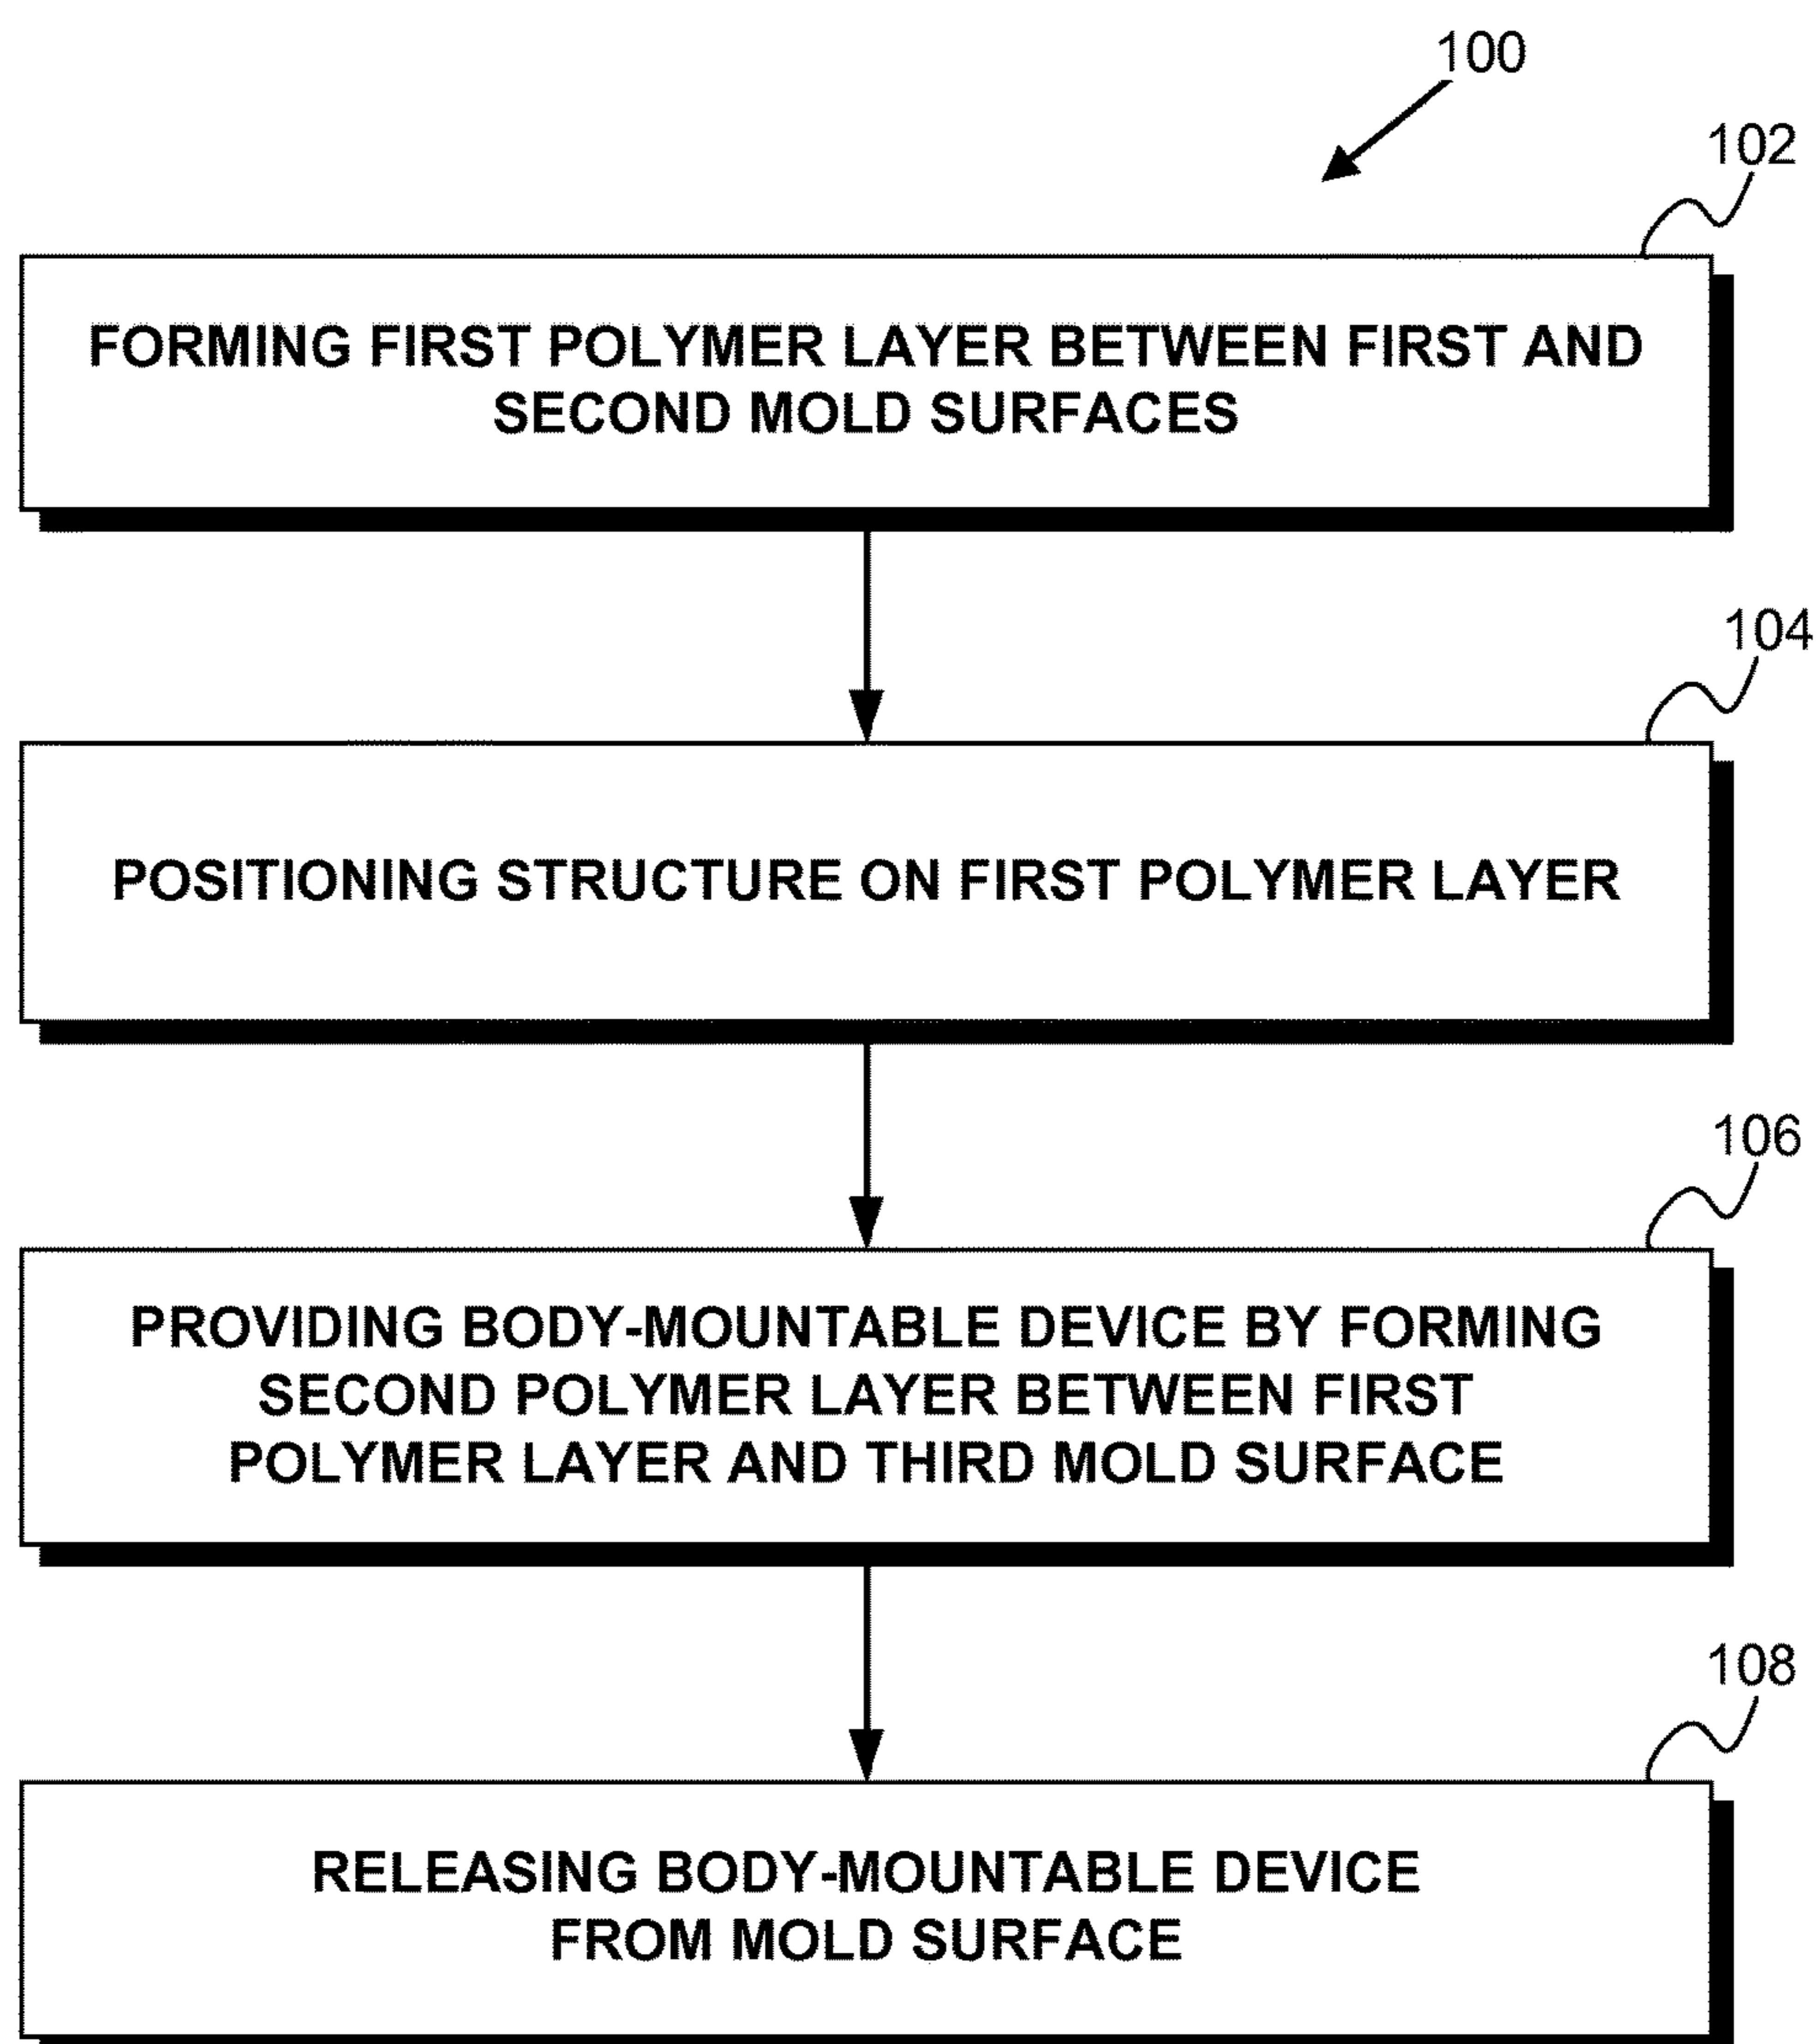 100
102
FORMING FIRST POLYMER LAYER BETWEEN FIRST AND
SECOND MOLD SURFACES
104
POSITIONING STRUCTURE ON FIRST POLYMER LAYER
106
PROVIDING BODY-MOUNTABLE DEVICE BY FORMING
SECOND POLYMER LAYER BETWEEN FIRST
POLYMER LAYER AND THIRD MOLD SURFACE
108
RELEASING BODY-MOUNTABLE DEVICE
FROM MOLD SURFACE